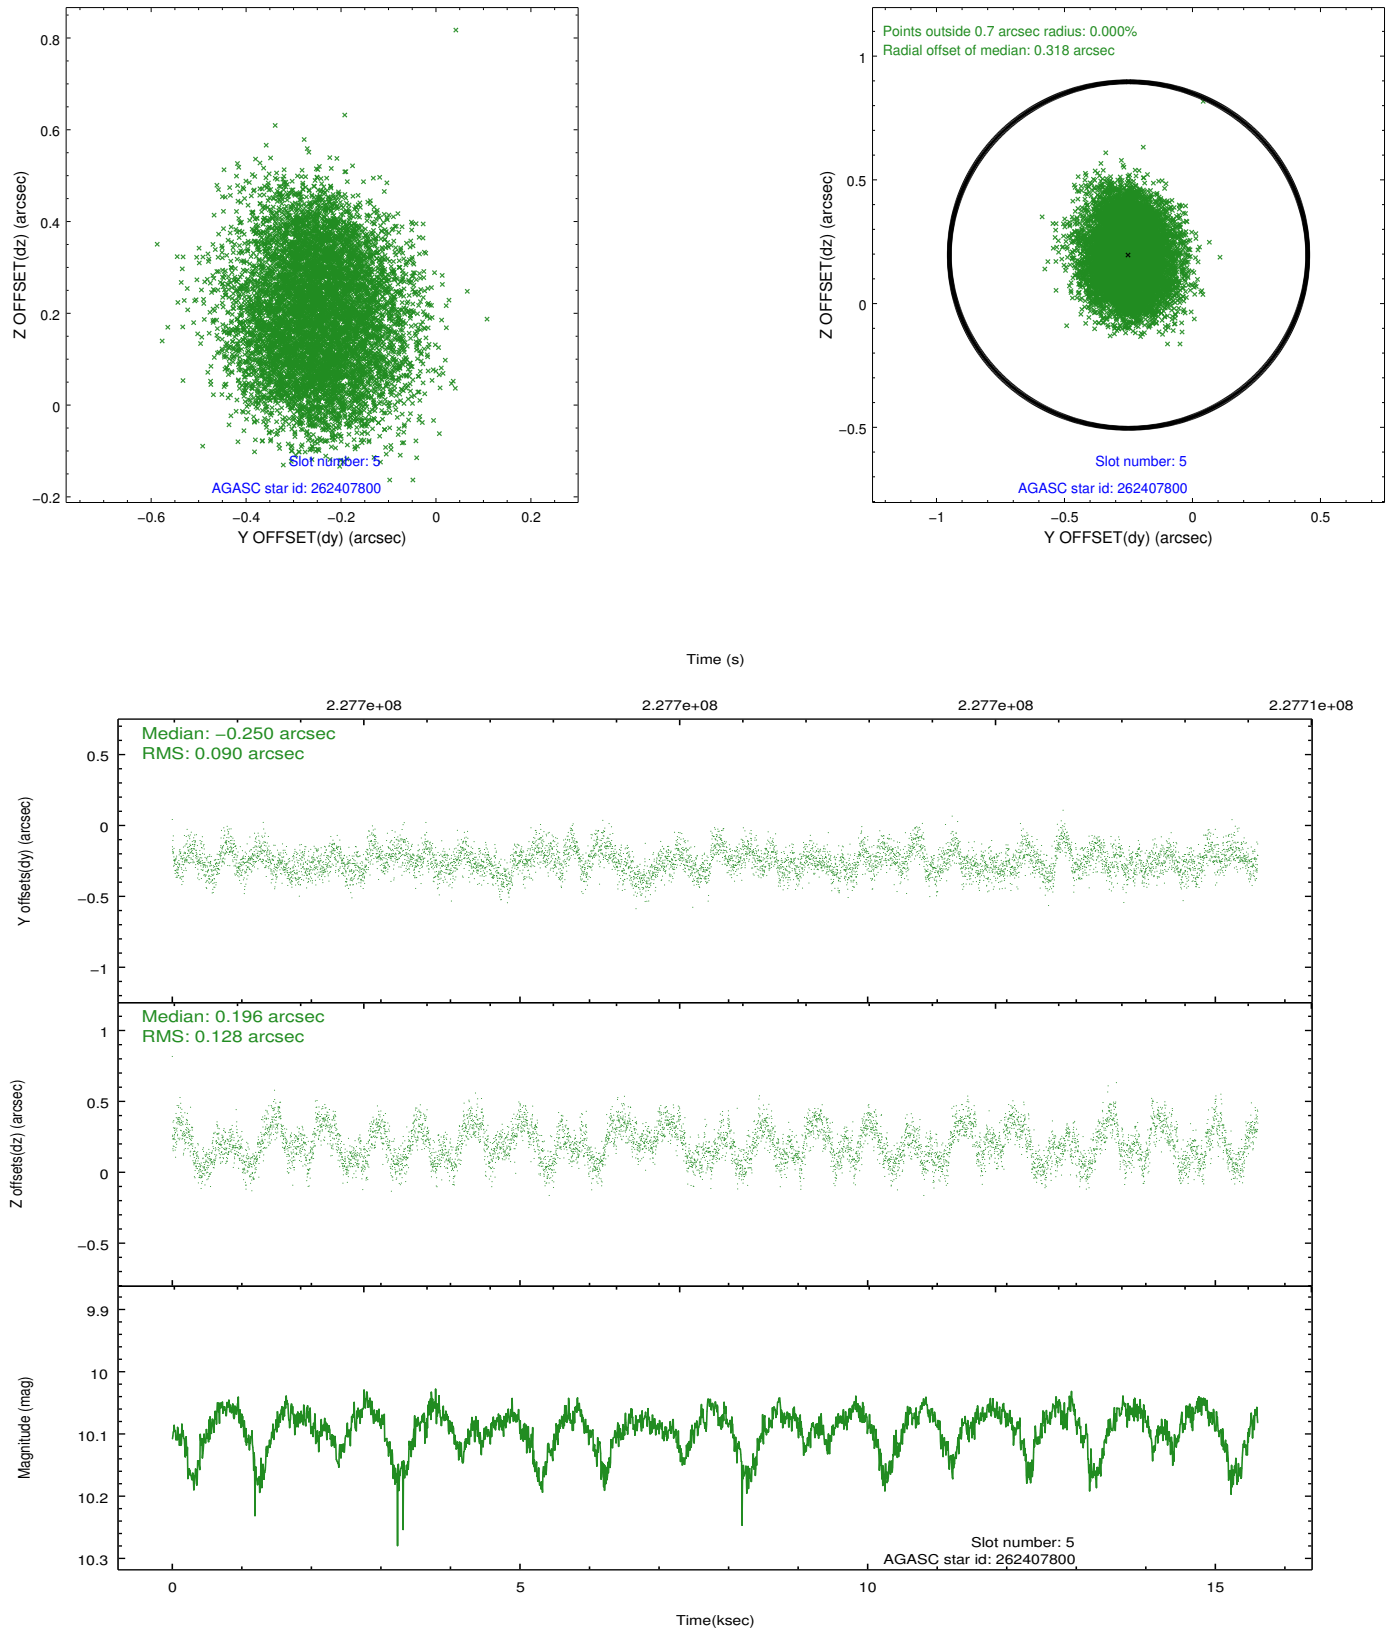 0.8
0.6
0.4
0.2
0
−0.2
Z OFFSET(dz) (arcsec)
−0.6 −0.4 −0.2 0 0.2
Y OFFSET(dy) (arcsec)
Slot number: 5
AGASC star id: 262407800
Points outside 0.7 arcsec radius: 0.000%
Radial offset of median: 0.318 arcsec
1
0.5
0
−0.5
Z OFFSET(dz) (arcsec)
−1 −0.5 0 0.5
Y OFFSET(dy) (arcsec)
Slot number: 5
AGASC star id: 262407800
Time (s)
2.277e+08 2.277e+08 2.277e+08 2.2771e+08
Median: −0.250 arcsec
RMS: 0.090 arcsec
0.5
0
−0.5
−1
Y offsets(dy) (arcsec)
Median: 0.196 arcsec
RMS: 0.128 arcsec
1
0.5
0
−0.5
Z offsets(dz) (arcsec)
9.9
10
10.1
10.2
10.3
Magnitude (mag)
Slot number: 5
AGASC star id: 262407800
0 5 10 15
Time(ksec)